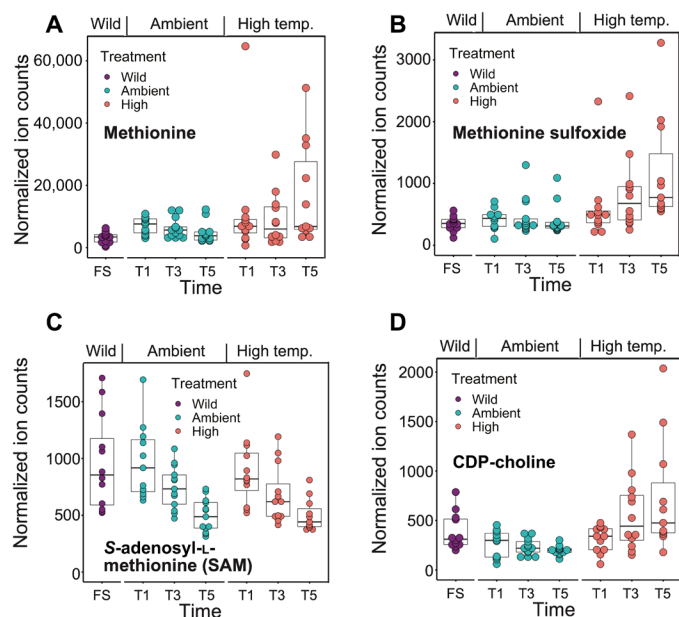 A
Wild Ambient High temp.
Normalized ion counts
60,000
40,000
20,000
0
Treatment
Wild
Ambient
High
Methionine
FS T1 T3 T5 T1 T3 T5
Time
B
Wild Ambient High temp.
Normalized ion counts
3000
2000
1000
0
Treatment
Wild
Ambient
High
Methionine sulfoxide
FS T1 T3 T5 T1 T3 T5
Time
C
Wild Ambient High temp.
Normalized ion counts
1500
1000
500
0
Treatment
Wild
Ambient
High
S-adenosyl-L-
methionine (SAM)
FS T1 T3 T5 T1 T3 T5
Time
D
Wild Ambient High temp.
Normalized ion counts
2000
1500
1000
500
0
Treatment
Wild
Ambient
High
CDP-choline
FS T1 T3 T5 T1 T3 T5
Time